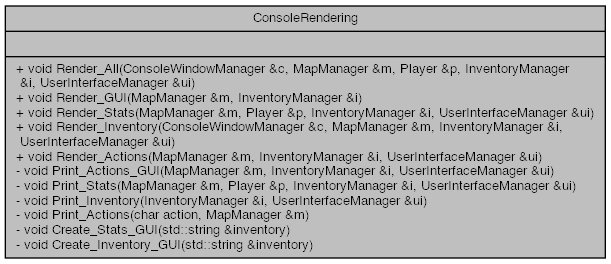 ConsoleRendering
+ void Render_All(ConsoleWindowManager &c, MapManager &m, Player &p, InventoryManager
&i, UserInterfaceManager &ui)
+ void Render_GUI(MapManager &m, InventoryManager &i)
+ void Render_Stats(MapManager &m, Player &p, InventoryManager &i, UserInterfaceManager &ui)
+ void Render_Inventory(ConsoleWindowManager &c, MapManager &m, InventoryManager &i,
UserInterfaceManager &ui)
+ void Render_Actions(MapManager &m, InventoryManager &i, UserInterfaceManager &ui)
- void Print_Actions_GUI(MapManager &m, InventoryManager &i, UserInterfaceManager &ui)
- void Print_Stats(MapManager &m, Player &p, InventoryManager &i, UserInterfaceManager &ui)
- void Print_Inventory(InventoryManager &i, UserInterfaceManager &ui)
- void Print_Actions(char action, MapManager &m)
- void Create_Stats_GUI(std::string &inventory)
- void Create_Inventory_GUI(std::string &inventory)